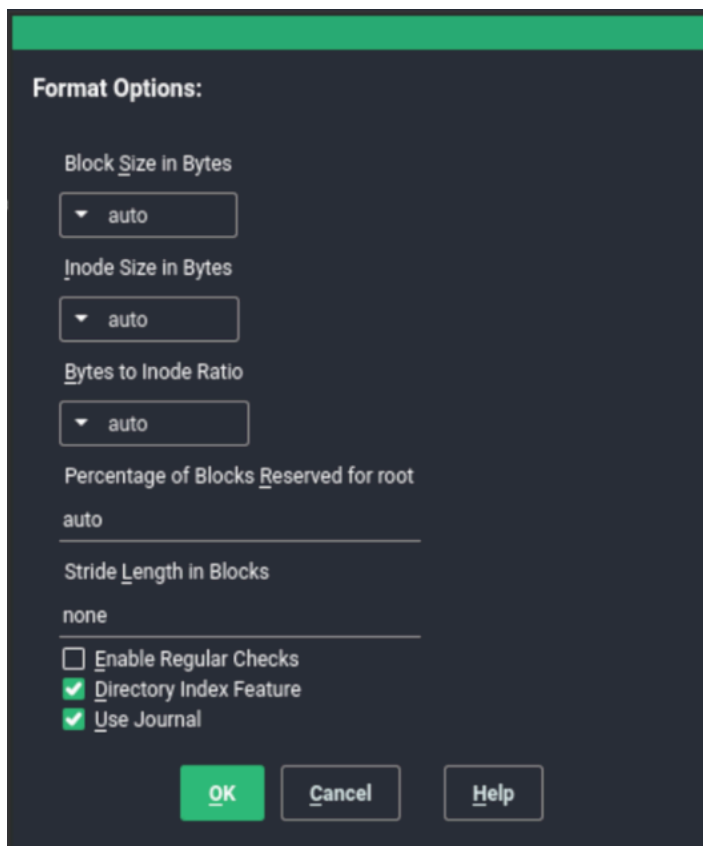 Format Options:
Block Size in Bytes
auto
Inode Size in Bytes
auto
Bytes to Inode Ratio
auto
Percentage of Blocks Reserved for root
auto
Stride Length in Blocks
none
Enable Regular Checks
Directory Index Feature
Use Journal
OK Cancel Help